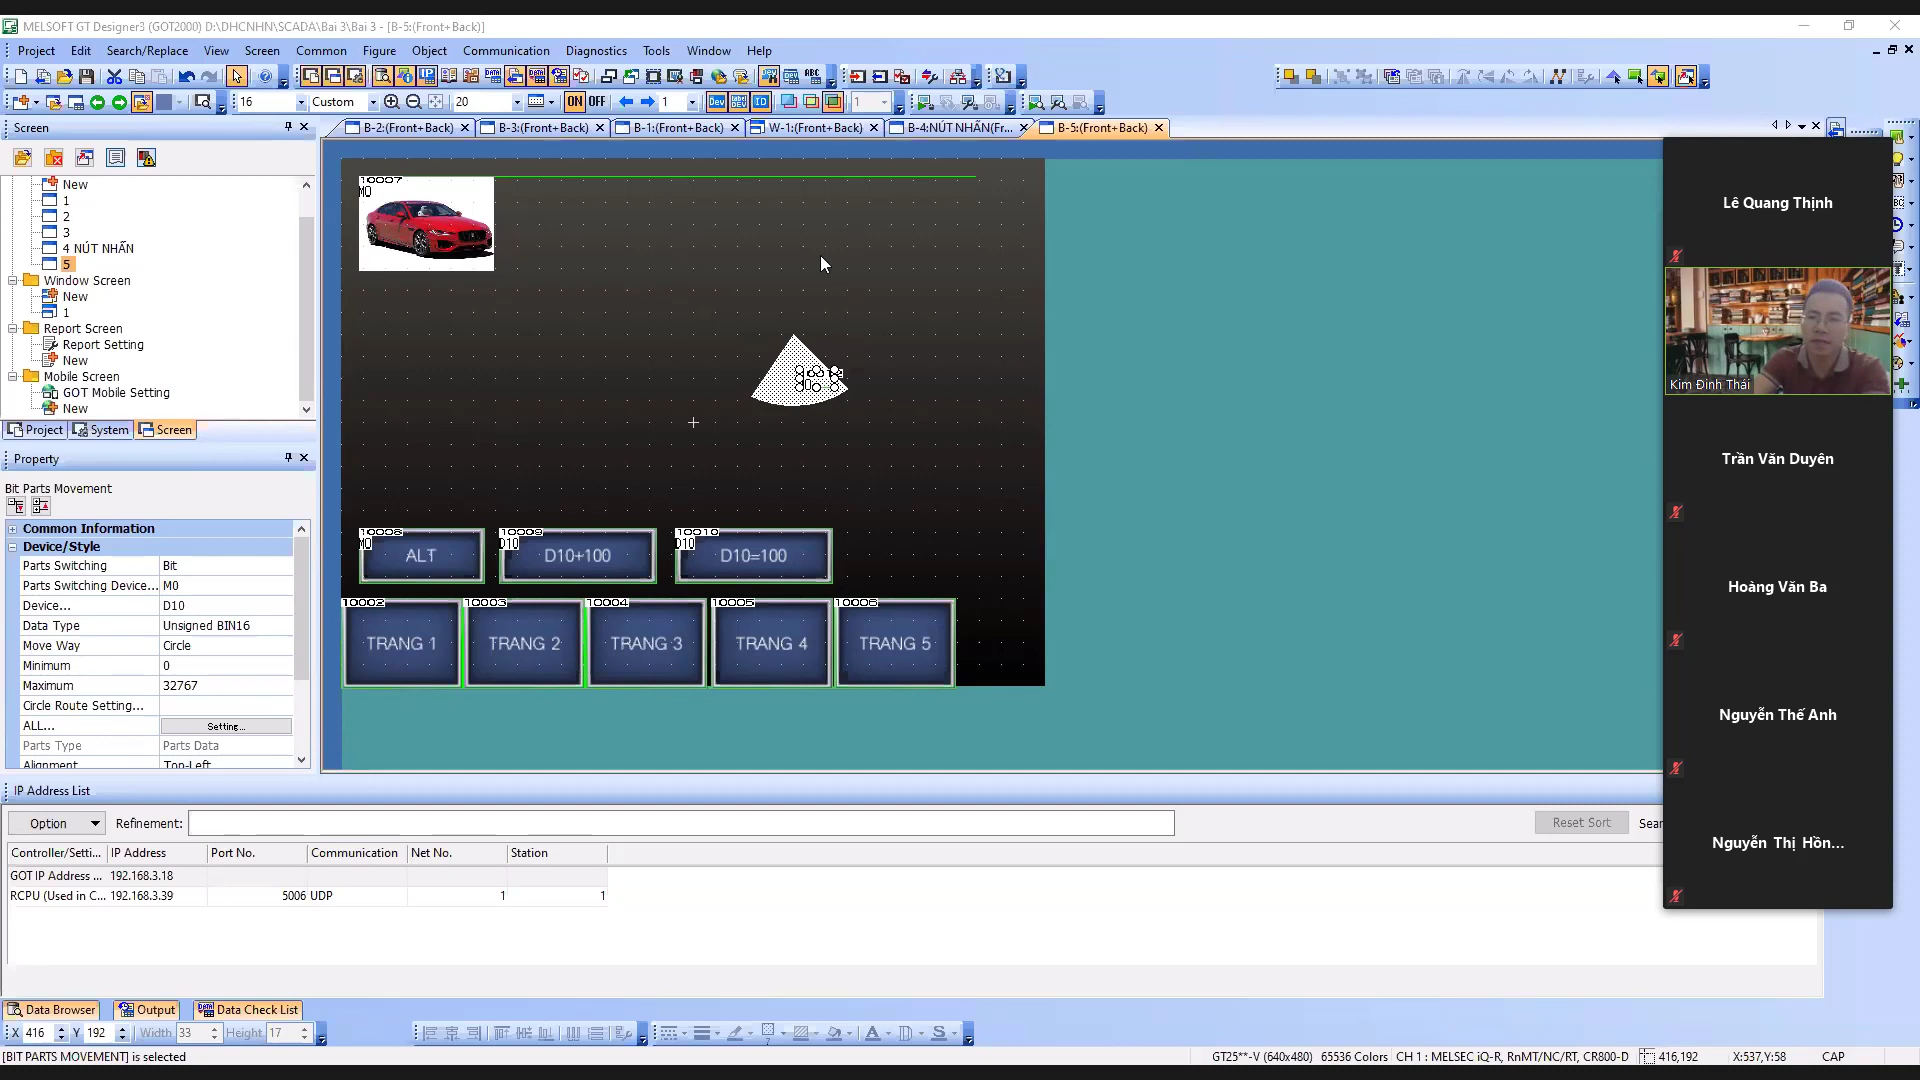 MELSOFT GT Designer3 (GOT2000) D:\DHCNHN\SCADA\Bai 3\Bai 3 - [B-5:(Front+Back)]
Project Edit Search/Replace View Screen Common Figure Object Communication Diagnostics Tools Window Help
16 Custom 20 ON OFF 1 Dev ID 1
Screen
B-2:(Front+Back) B-3:(Front+Back) B-1:(Front+Back) W-1:(Front+Back) B-4:NÚT NHẤN(Fr... B-5:(Front+Back)
New
1
2
3
4 NÚT NHẤN
5
Window Screen
New
1
Report Screen
Report Setting
New
Mobile Screen
GOT Mobile Setting
New
Project System Screen
Property
Bit Parts Movement
Common Information
Device/Style
Parts Switching Bit
Parts Switching Device... M0
Device... D10
Data Type Unsigned BIN16
Move Way Circle
Minimum 0
Maximum 32767
Circle Route Setting...
ALL... Setting...
Parts Type Parts Data
Alignment Top-Left
10007
M0
10008
M0
ALT
10009
D10
D10+100
10010
D10
D10=100
10002
TRANG 1
10003
TRANG 2
10004
TRANG 3
10005
TRANG 4
10006
TRANG 5
Lê Quang Thịnh
Kim Đình Thái
Trần Văn Duyên
Hoàng Văn Ba
Nguyễn Thế Anh
Nguyễn Thị Hồn...
IP Address List
Option Refinement: Reset Sort Sear
Controller/Setti... IP Address Port No. Communication Net No. Station
GOT IP Address ... 192.168.3.18
RCPU (Used in C... 192.168.3.39 5006 UDP 1 1
Data Browser Output Data Check List
X 416 Y 192 Width 33 Height 17
[BIT PARTS MOVEMENT] is selected GT25**-V (640x480) 65536 Colors CH 1 : MELSEC iQ-R, RnMT/NC/RT, CR800-D 416,192 X:537,Y:58 CAP